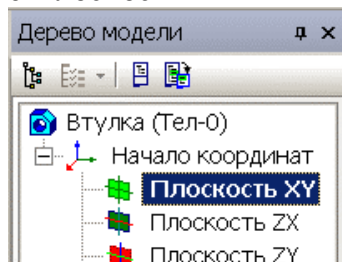 Дерево модели
Втулка (Тел-0)
Начало координат
Плоскость XY
Плоскость ZX
Плоскость ZY